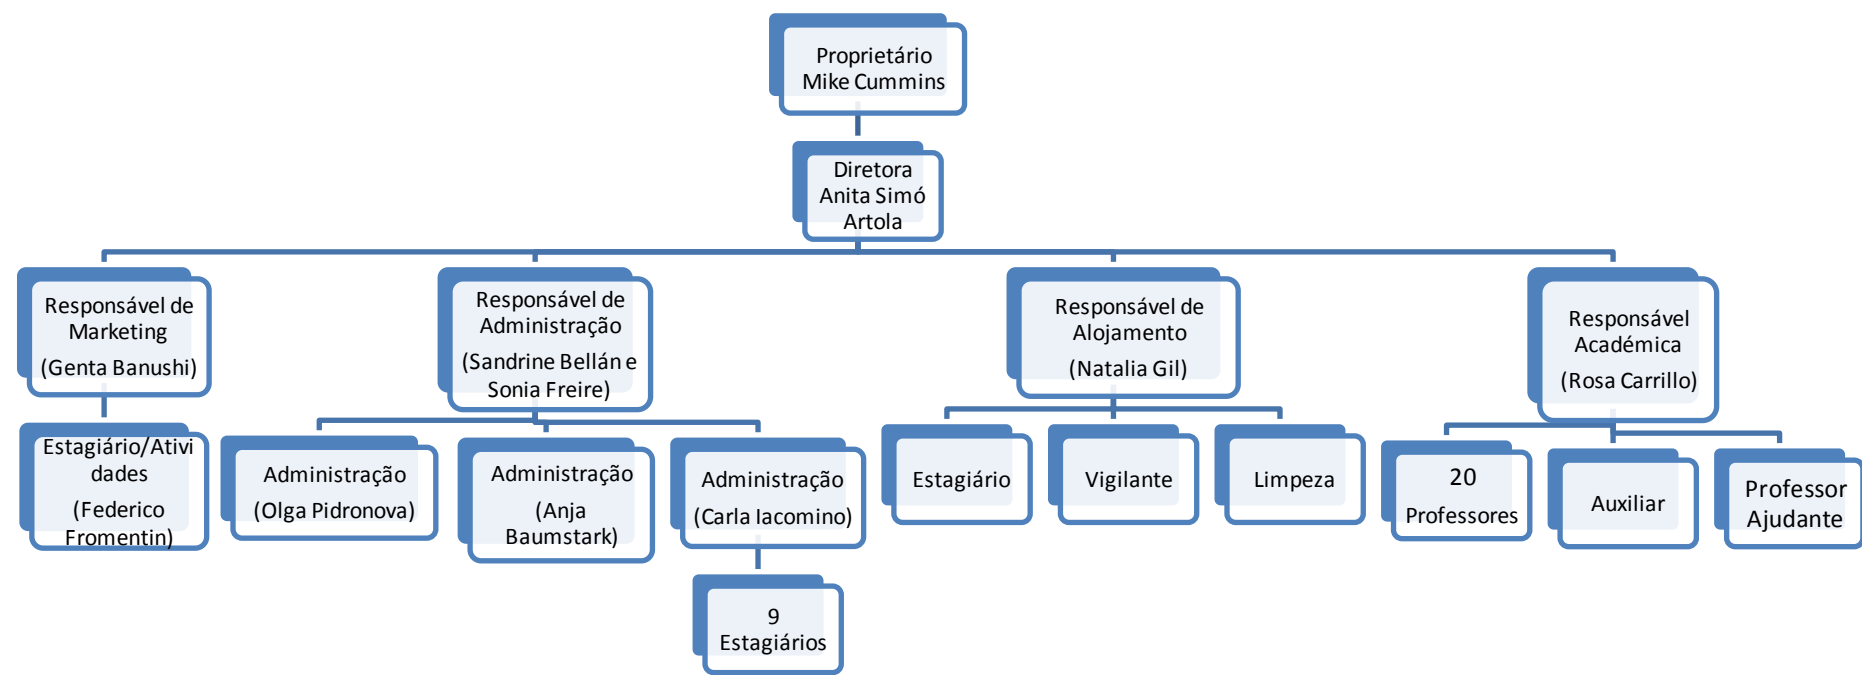 Proprietário
Mike Cummins
Diretora
Anita Simó
Artola
Responsável de
Marketing
(Genta Banushi)
Responsável de
Administração
(Sandrine Bellán e
Sonia Freire)
Responsável de
Alojamento
(Natalia Gil)
Responsável
Académica
(Rosa Carrillo)
Estagiário/Ativi
dades
(Federico
Fromentin)
Administração
(Olga Pidronova)
Administração
(Anja
Baumstark)
Administração
(Carla Iacomino)
Estagiário
Vigilante
Limpeza
20
Professores
Auxiliar
Professor
Ajudante
9
Estagiários